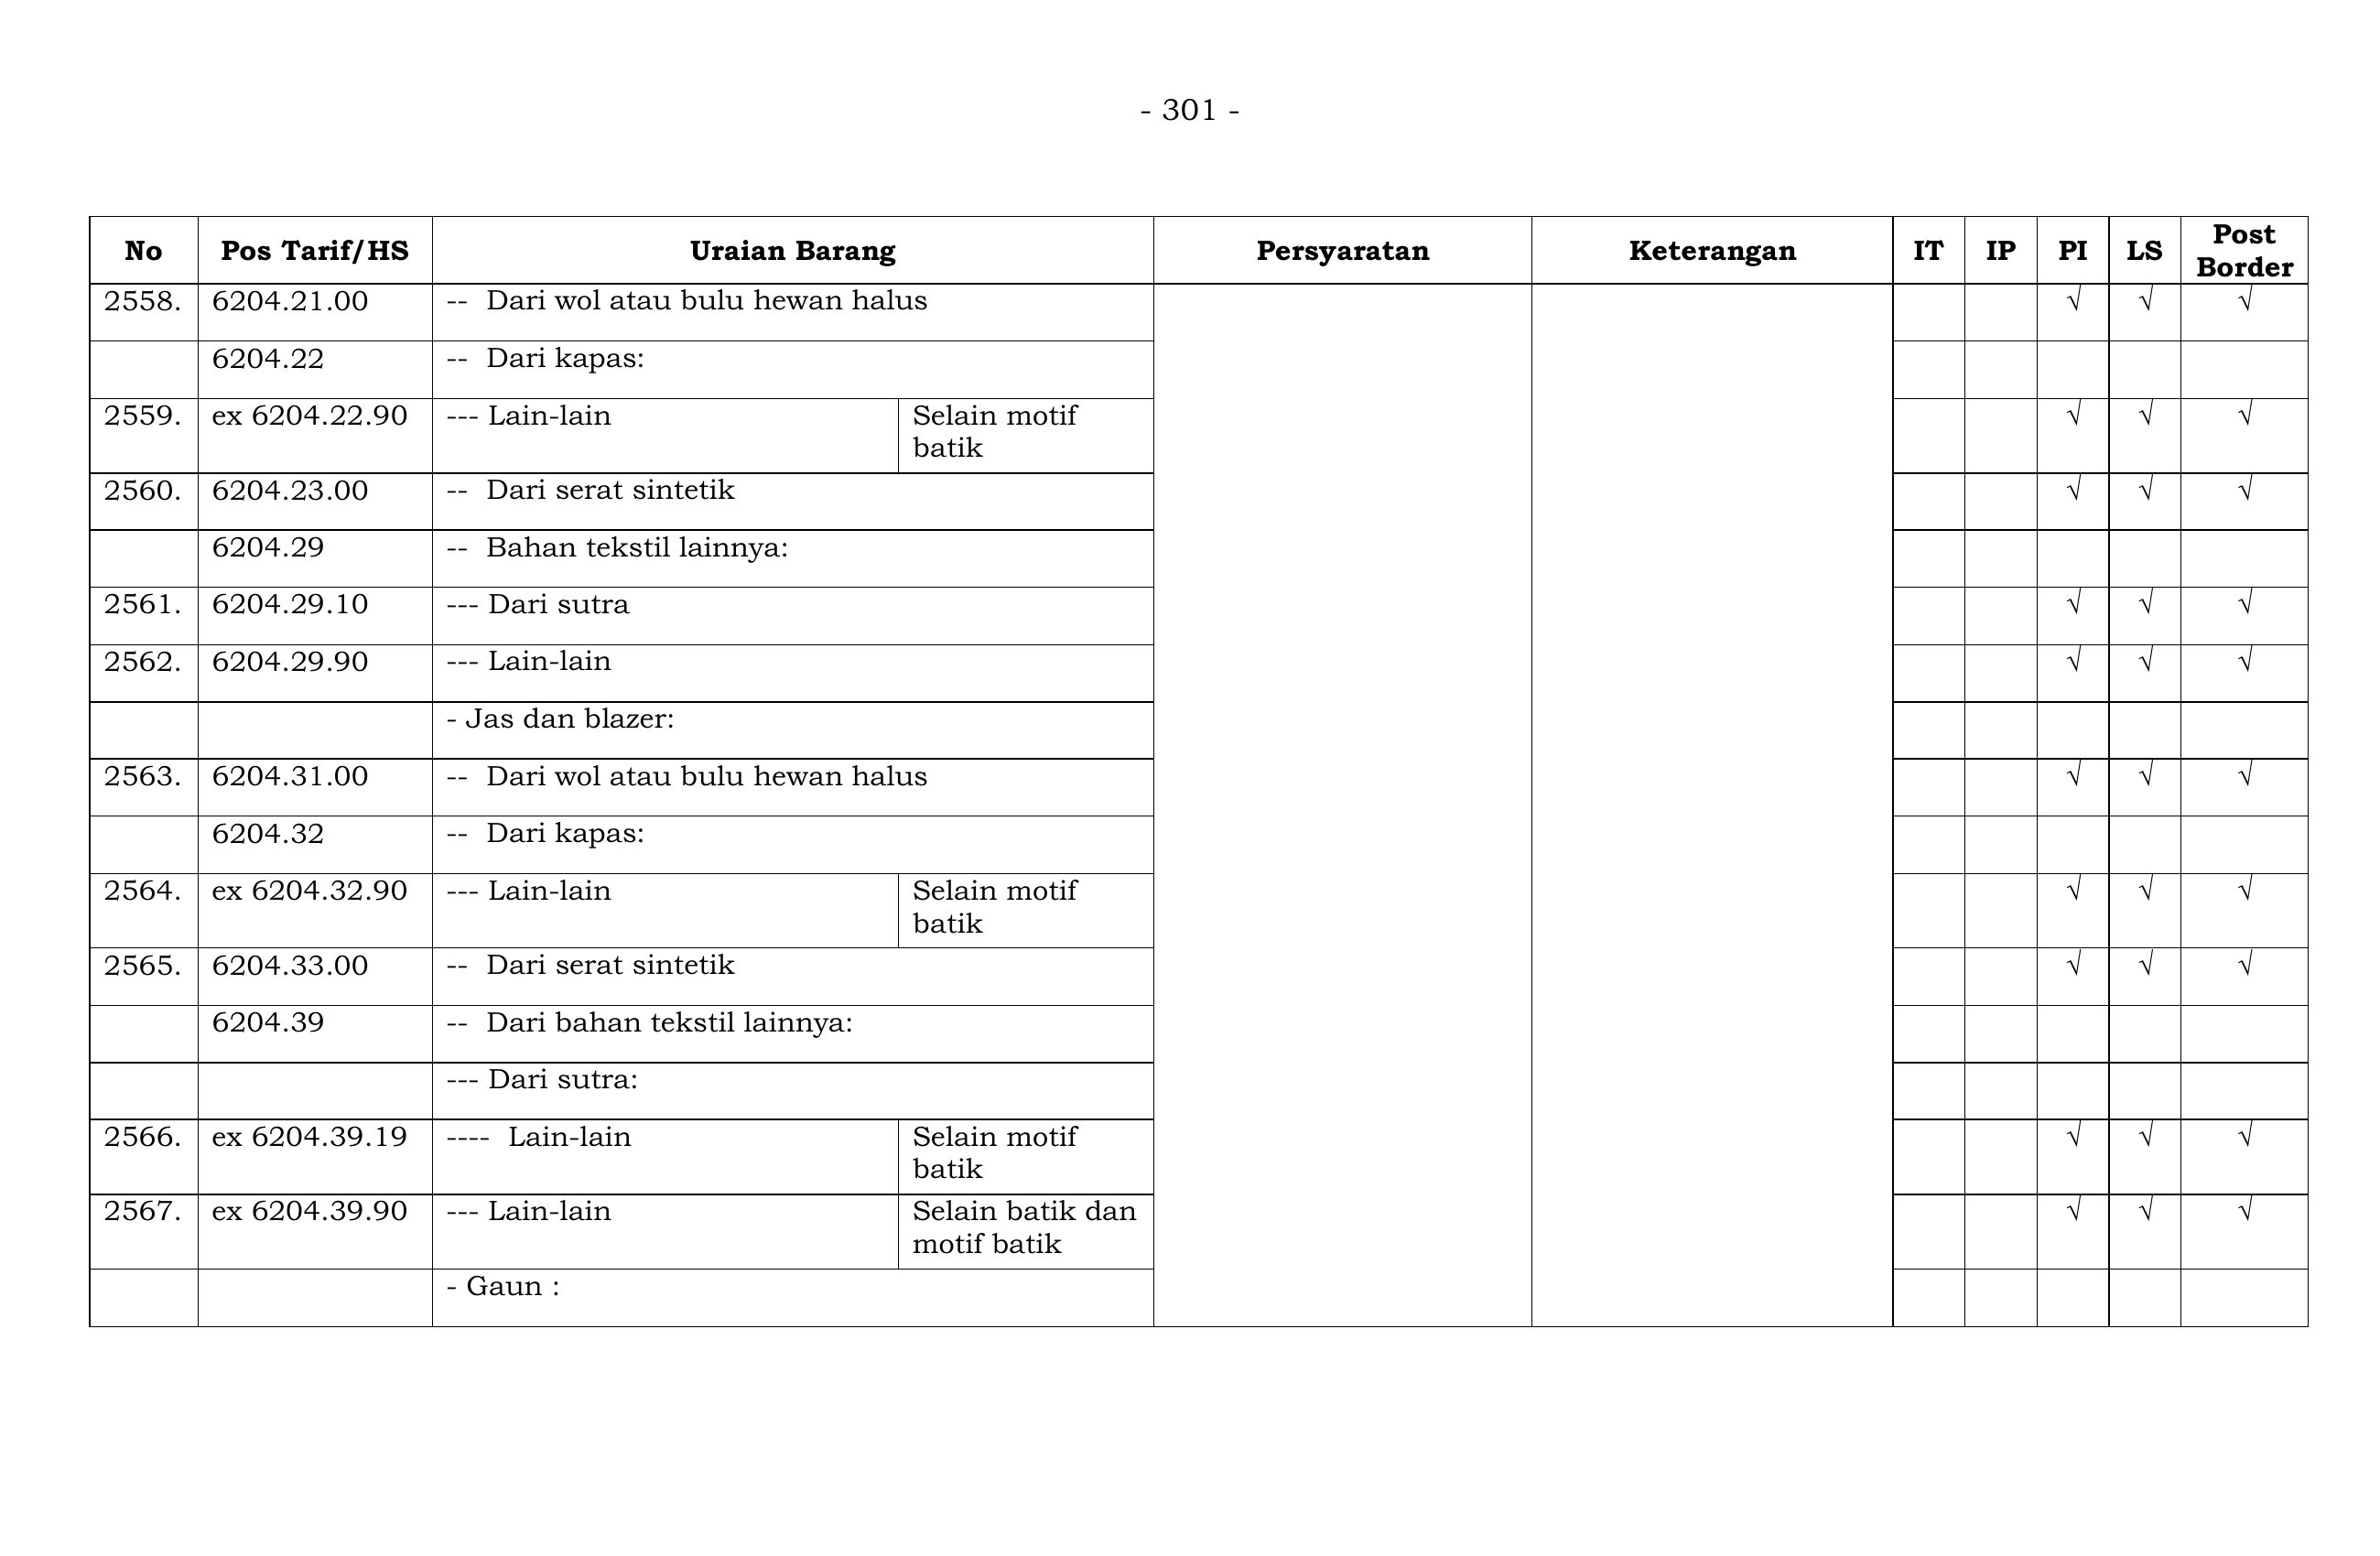 - 301 -
No Pos Tarif/HS Uraian Barang Persyaratan Keterangan IT IP PI LS Post Border
2558. 6204.21.00 -- Dari wol atau bulu hewan halus √ √ √
6204.22 -- Dari kapas:
2559. ex 6204.22.90 --- Lain-lain Selain motif √ √ √
batik
2560. 6204.23.00 -- Dari serat sintetik √ √ √
6204.29 -- Bahan tekstil lainnya:
2561. 6204.29.10 --- Dari sutra √ √ √
2562. 6204.29.90 --- Lain-lain √ √ √
- Jas dan blazer:
2563. 6204.31.00 -- Dari wol atau bulu hewan halus √ √ √
6204.32 -- Dari kapas:
2564. ex 6204.32.90 --- Lain-lain Selain motif √ √ √
batik
2565. 6204.33.00 -- Dari serat sintetik √ √ √
6204.39 -- Dari bahan tekstil lainnya:
--- Dari sutra:
2566. ex 6204.39.19 ---- Lain-lain Selain motif √ √ √
batik
2567. ex 6204.39.90 --- Lain-lain Selain batik dan √ √ √
motif batik
- Gaun :